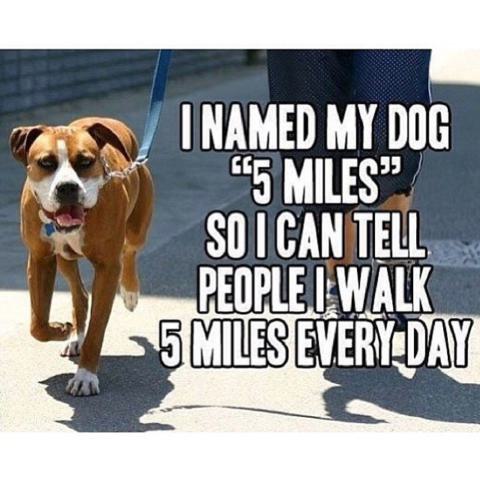 I NAMED MY DOG
“5 MILES”
SO I CAN TELL
PEOPLE I WALK
5 MILES EVERY DAY